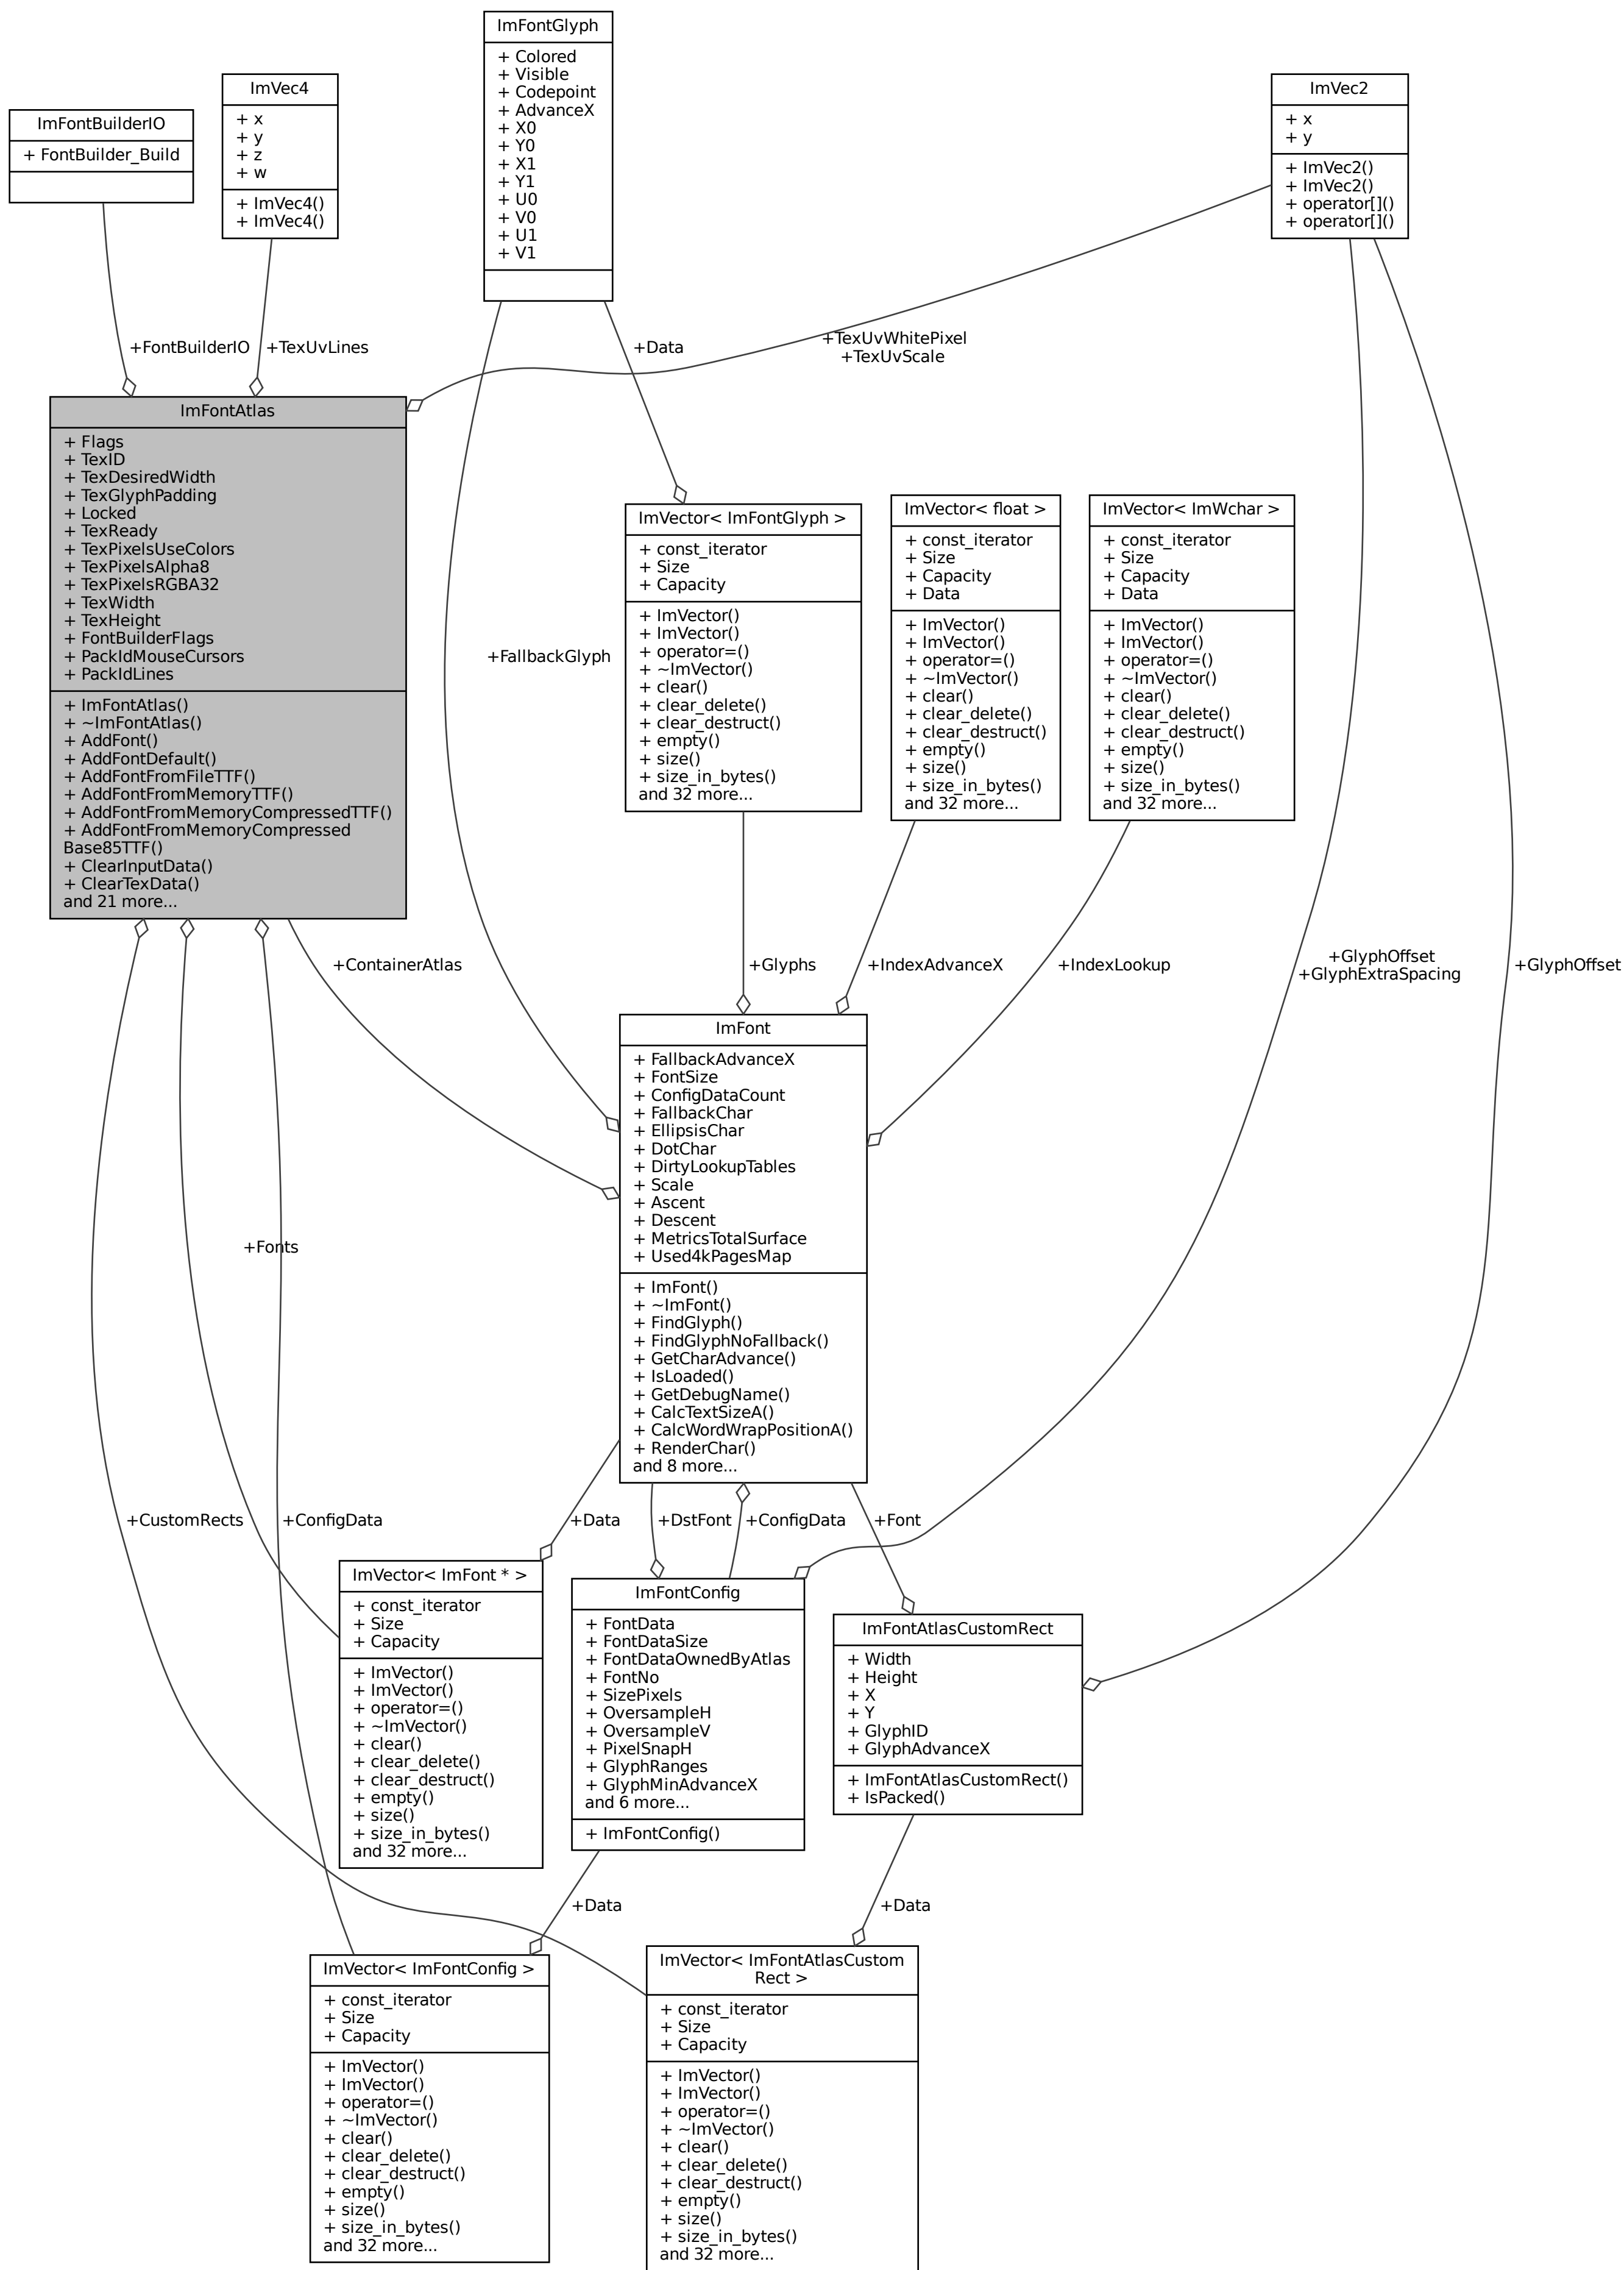 ImFontGlyph
+ Colored
+ Visible
+ Codepoint
+ AdvanceX
+ X0
+ Y0
+ X1
+ Y1
+ U0
+ V0
+ U1
+ V1
ImVec4
+ x
+ y
+ z
+ w
+ ImVec4()
+ ImVec4()
ImVec2
+ x
+ y
+ ImVec2()
+ ImVec2()
+ operator[]()
+ operator[]()
ImFontBuilderIO
+ FontBuilder_Build
+FontBuilderIO
+TexUvLines
+Data
+TexUvWhitePixel
+TexUvScale
ImFontAtlas
+ Flags
+ TexID
+ TexDesiredWidth
+ TexGlyphPadding
+ Locked
+ TexReady
+ TexPixelsUseColors
+ TexPixelsAlpha8
+ TexPixelsRGBA32
+ TexWidth
+ TexHeight
+ FontBuilderFlags
+ PackIdMouseCursors
+ PackIdLines
+ ImFontAtlas()
+ ~ImFontAtlas()
+ AddFont()
+ AddFontDefault()
+ AddFontFromFileTTF()
+ AddFontFromMemoryTTF()
+ AddFontFromMemoryCompressedTTF()
+ AddFontFromMemoryCompressed
Base85TTF()
+ ClearInputData()
+ ClearTexData()
and 21 more...
+FallbackGlyph
ImVector< ImFontGlyph >
+ const_iterator
+ Size
+ Capacity
+ ImVector()
+ ImVector()
+ operator=()
+ ~ImVector()
+ clear()
+ clear_delete()
+ clear_destruct()
+ empty()
+ size()
+ size_in_bytes()
and 32 more...
ImVector< float >
+ const_iterator
+ Size
+ Capacity
+ Data
+ ImVector()
+ ImVector()
+ operator=()
+ ~ImVector()
+ clear()
+ clear_delete()
+ clear_destruct()
+ empty()
+ size()
+ size_in_bytes()
and 32 more...
ImVector< ImWchar >
+ const_iterator
+ Size
+ Capacity
+ Data
+ ImVector()
+ ImVector()
+ operator=()
+ ~ImVector()
+ clear()
+ clear_delete()
+ clear_destruct()
+ empty()
+ size()
+ size_in_bytes()
and 32 more...
+ContainerAtlas
+Glyphs
+IndexAdvanceX
+IndexLookup
+GlyphOffset
+GlyphExtraSpacing
+GlyphOffset
ImFont
+ FallbackAdvanceX
+ FontSize
+ ConfigDataCount
+ FallbackChar
+ EllipsisChar
+ DotChar
+ DirtyLookupTables
+ Scale
+ Ascent
+ Descent
+ MetricsTotalSurface
+ Used4kPagesMap
+ ImFont()
+ ~ImFont()
+ FindGlyph()
+ FindGlyphNoFallback()
+ GetCharAdvance()
+ IsLoaded()
+ GetDebugName()
+ CalcTextSizeA()
+ CalcWordWrapPositionA()
+ RenderChar()
and 8 more...
+Fonts
+CustomRects
+ConfigData
+Data
+DstFont
+ConfigData
+Font
ImVector< ImFont * >
+ const_iterator
+ Size
+ Capacity
+ ImVector()
+ ImVector()
+ operator=()
+ ~ImVector()
+ clear()
+ clear_delete()
+ clear_destruct()
+ empty()
+ size()
+ size_in_bytes()
and 32 more...
ImFontConfig
+ FontData
+ FontDataSize
+ FontDataOwnedByAtlas
+ FontNo
+ SizePixels
+ OversampleH
+ OversampleV
+ PixelSnapH
+ GlyphRanges
+ GlyphMinAdvanceX
and 6 more...
+ ImFontConfig()
ImFontAtlasCustomRect
+ Width
+ Height
+ X
+ Y
+ GlyphID
+ GlyphAdvanceX
+ ImFontAtlasCustomRect()
+ IsPacked()
+Data
+Data
ImVector< ImFontConfig >
+ const_iterator
+ Size
+ Capacity
+ ImVector()
+ ImVector()
+ operator=()
+ ~ImVector()
+ clear()
+ clear_delete()
+ clear_destruct()
+ empty()
+ size()
+ size_in_bytes()
and 32 more...
ImVector< ImFontAtlasCustom
Rect >
+ const_iterator
+ Size
+ Capacity
+ ImVector()
+ ImVector()
+ operator=()
+ ~ImVector()
+ clear()
+ clear_delete()
+ clear_destruct()
+ empty()
+ size()
+ size_in_bytes()
and 32 more...